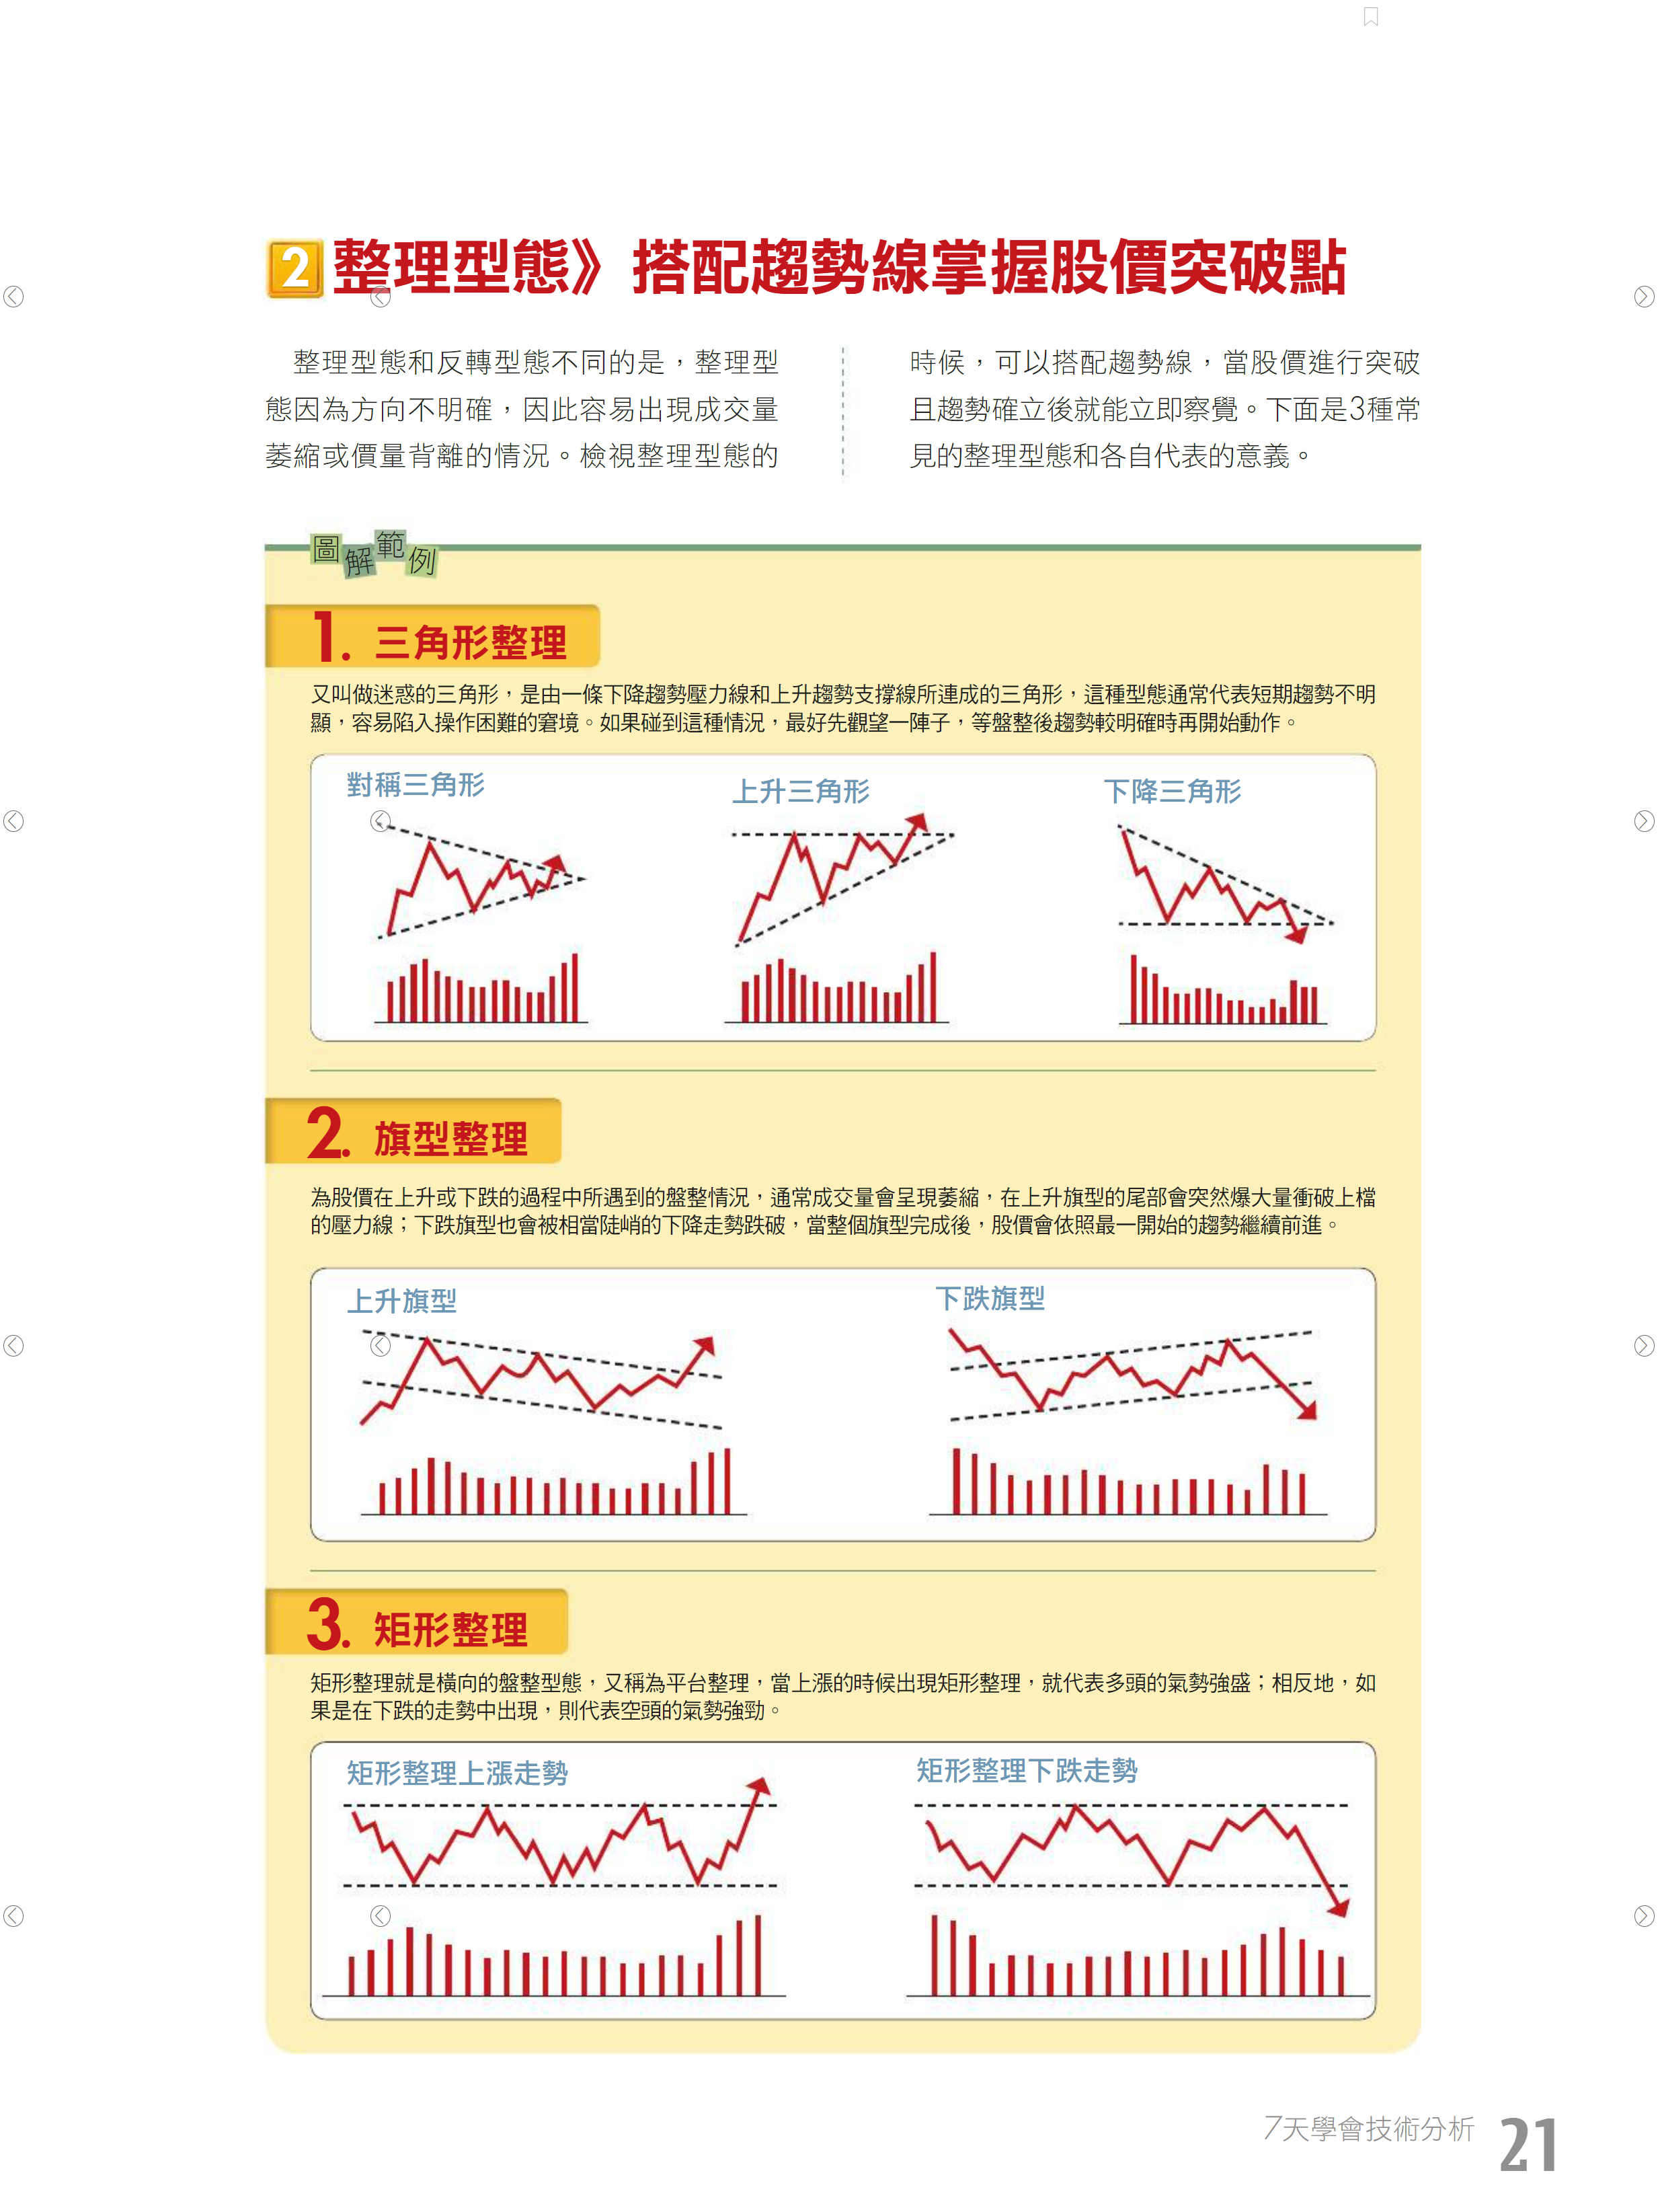 2 整理型態》搭配趨勢線掌握股價突破點
整理型態和反轉型態不同的是，整理型
態因為方向不明確，因此容易出現成交量
萎縮或價量背離的情況。檢視整理型態的
時候，可以搭配趨勢線，當股價進行突破
且趨勢確立後就能立即察覺。下面是3種常
見的整理型態和各自代表的意義。
圖解範例
1. 三角形整理
又叫做迷惑的三角形，是由一條下降趨勢壓力線和上升趨勢支撐線所連成的三角形，這種型態通常代表短期趨勢不明
顯，容易陷入操作困難的窘境。如果碰到這種情況，最好先觀望一陣子，等盤整後趨勢較明確時再開始動作。
對稱三角形
上升三角形
下降三角形
2. 旗型整理
為股價在上升或下跌的過程中所遇到的盤整情況，通常成交量會呈現萎縮，在上升旗型的尾部會突然爆大量衝破上檔
的壓力線；下跌旗型也會被相當陡峭的下降走勢跌破，當整個旗型完成後，股價會依照最一開始的趨勢繼續前進。
上升旗型
下跌旗型
3. 矩形整理
矩形整理就是橫向的盤整型態，又稱為平台整理，當上漲的時候出現矩形整理，就代表多頭的氣勢強盛；相反地，如
果是在下跌的走勢中出現，則代表空頭的氣勢強勁。
矩形整理上漲走勢
矩形整理下跌走勢
7天學會技術分析 21